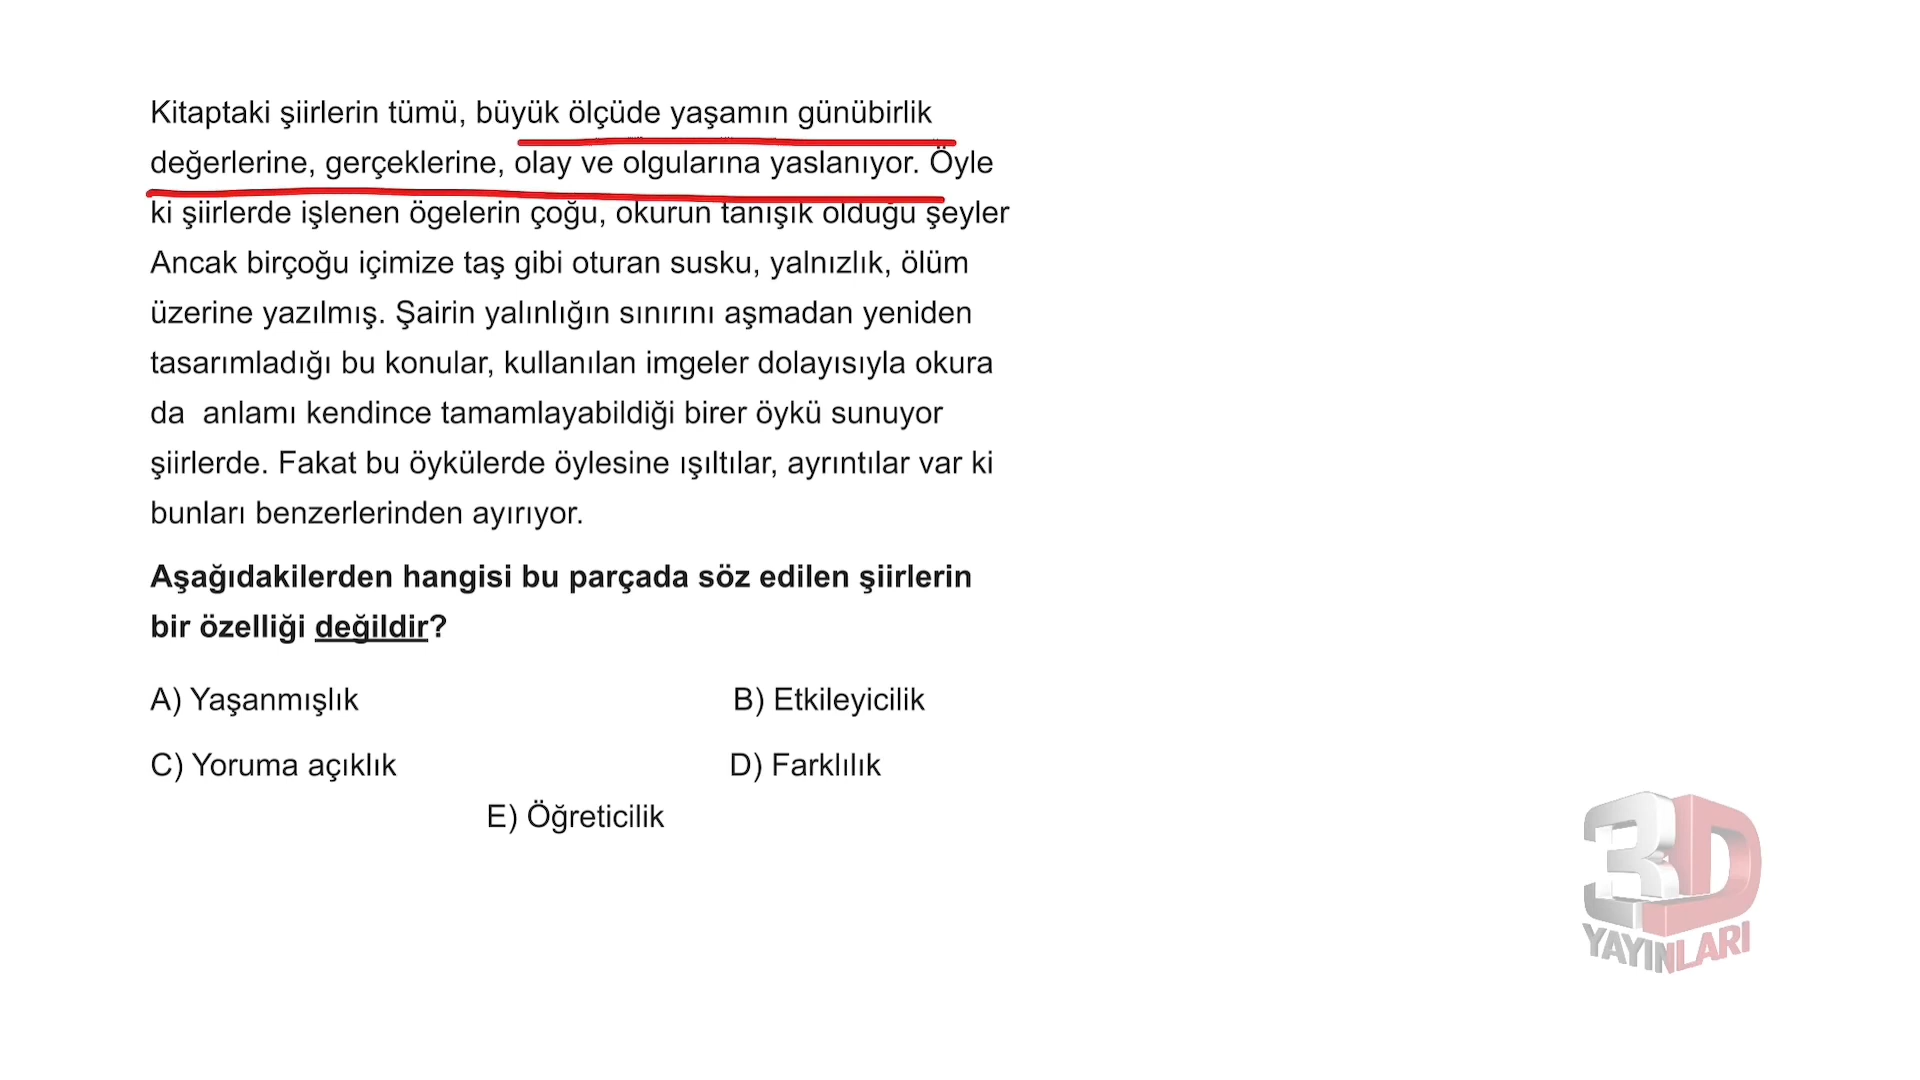 Kitaptaki şiirlerin tümü, büyük ölçüde yaşamın günübirlik
değerlerine, gerçeklerine, olay ve olgularına yaslanıyor. Öyle
ki şiirlerde işlenen ögelerin çoğu, okurun tanışık olduğu şeyler
Ancak birçoğu içimize taş gibi oturan susku, yalnızlık, ölüm
üzerine yazılmış. Şairin yalınlığın sınırını aşmadan yeniden
tasarımladığı bu konular, kullanılan imgeler dolayısıyla okura
da anlamı kendince tamamlayabildiği birer öykü sunuyor
şiirlerde. Fakat bu öykülerde öylesine ışıltılar, ayrıntılar var ki
bunları benzerlerinden ayırıyor.
Aşağıdakilerden hangisi bu parçada söz edilen şiirlerin
bir özelliği değildir?
A) Yaşanmışlık
B) Etkileyicilik
C) Yoruma açıklık
D) Farklılık
E) Öğreticilik
3D
YAYINLARI